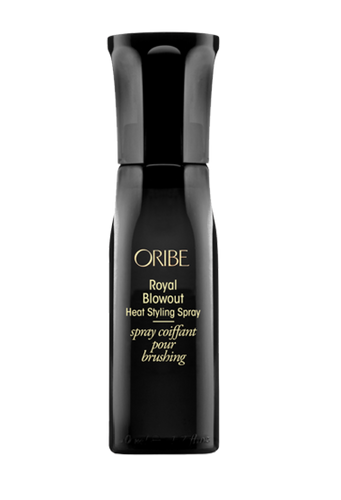 ORIBE
Royal
Blowout
Heat Styling Spray
spray coiffant
pour
brushing